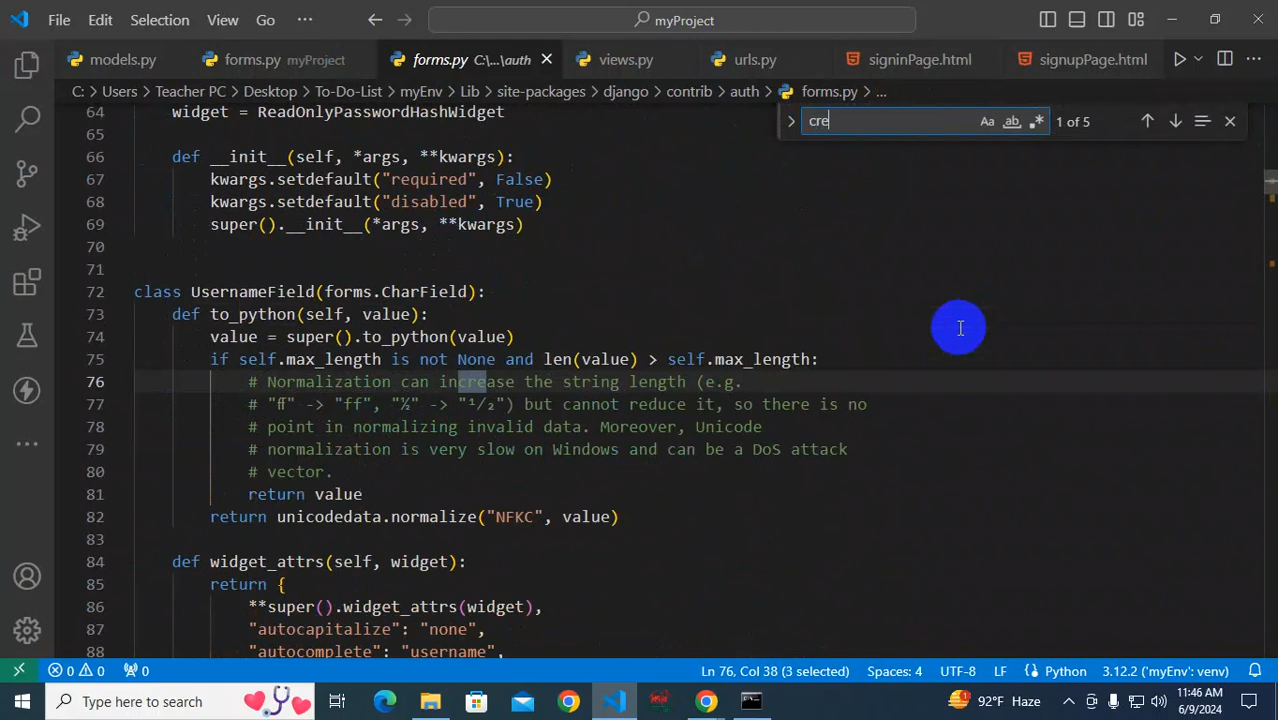 File Edit Selection View Go ··· myProject
models.py forms.py myProject forms.py C:\...\auth views.py urls.py signinPage.html signupPage.html
C: > Users > Teacher PC > Desktop > To-Do-List > myEnv > Lib > site-packages > django > contrib > auth > forms.py > ...
cre Aa ab .* 1 of 5
64 widget = ReadOnlyPasswordHashWidget
65
66 def __init__(self, *args, **kwargs):
67 kwargs.setdefault("required", False)
68 kwargs.setdefault("disabled", True)
69 super().__init__(*args, **kwargs)
70
71
72 class UsernameField(forms.CharField):
73 def to_python(self, value):
74 value = super().to_python(value)
75 if self.max_length is not None and len(value) > self.max_length:
76 # Normalization can increase the string length (e.g.
77 # "ﬀ" -> "ff", "½" -> "¹⁄₂") but cannot reduce it, so there is no
78 # point in normalizing invalid data. Moreover, Unicode
79 # normalization is very slow on Windows and can be a DoS attack
80 # vector.
81 return value
82 return unicodedata.normalize("NFKC", value)
83
84 def widget_attrs(self, widget):
85 return {
86 **super().widget_attrs(widget),
87 "autocapitalize": "none",
88 "autocomplete": "username",
0 0 0 Ln 76, Col 38 (3 selected) Spaces: 4 UTF-8 LF Python 3.12.2 ('myEnv': venv)
Type here to search 92°F Haze 11:46 AM
6/9/2024